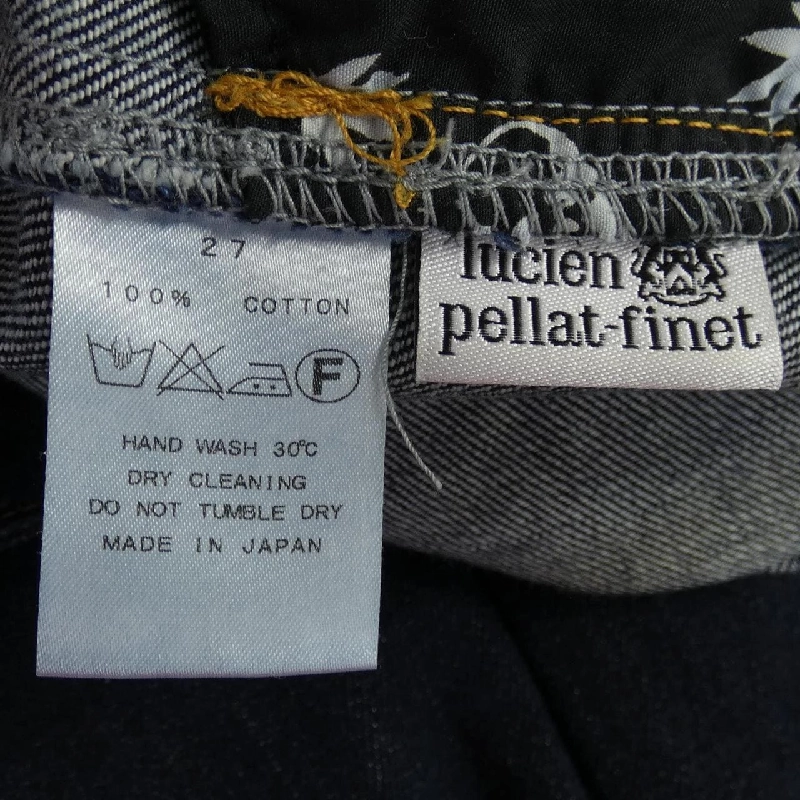 27
100% COTTON
F
HAND WASH 30°C
DRY CLEANING
DO NOT TUMBLE DRY
MADE IN JAPAN
lucien
pellat-finet